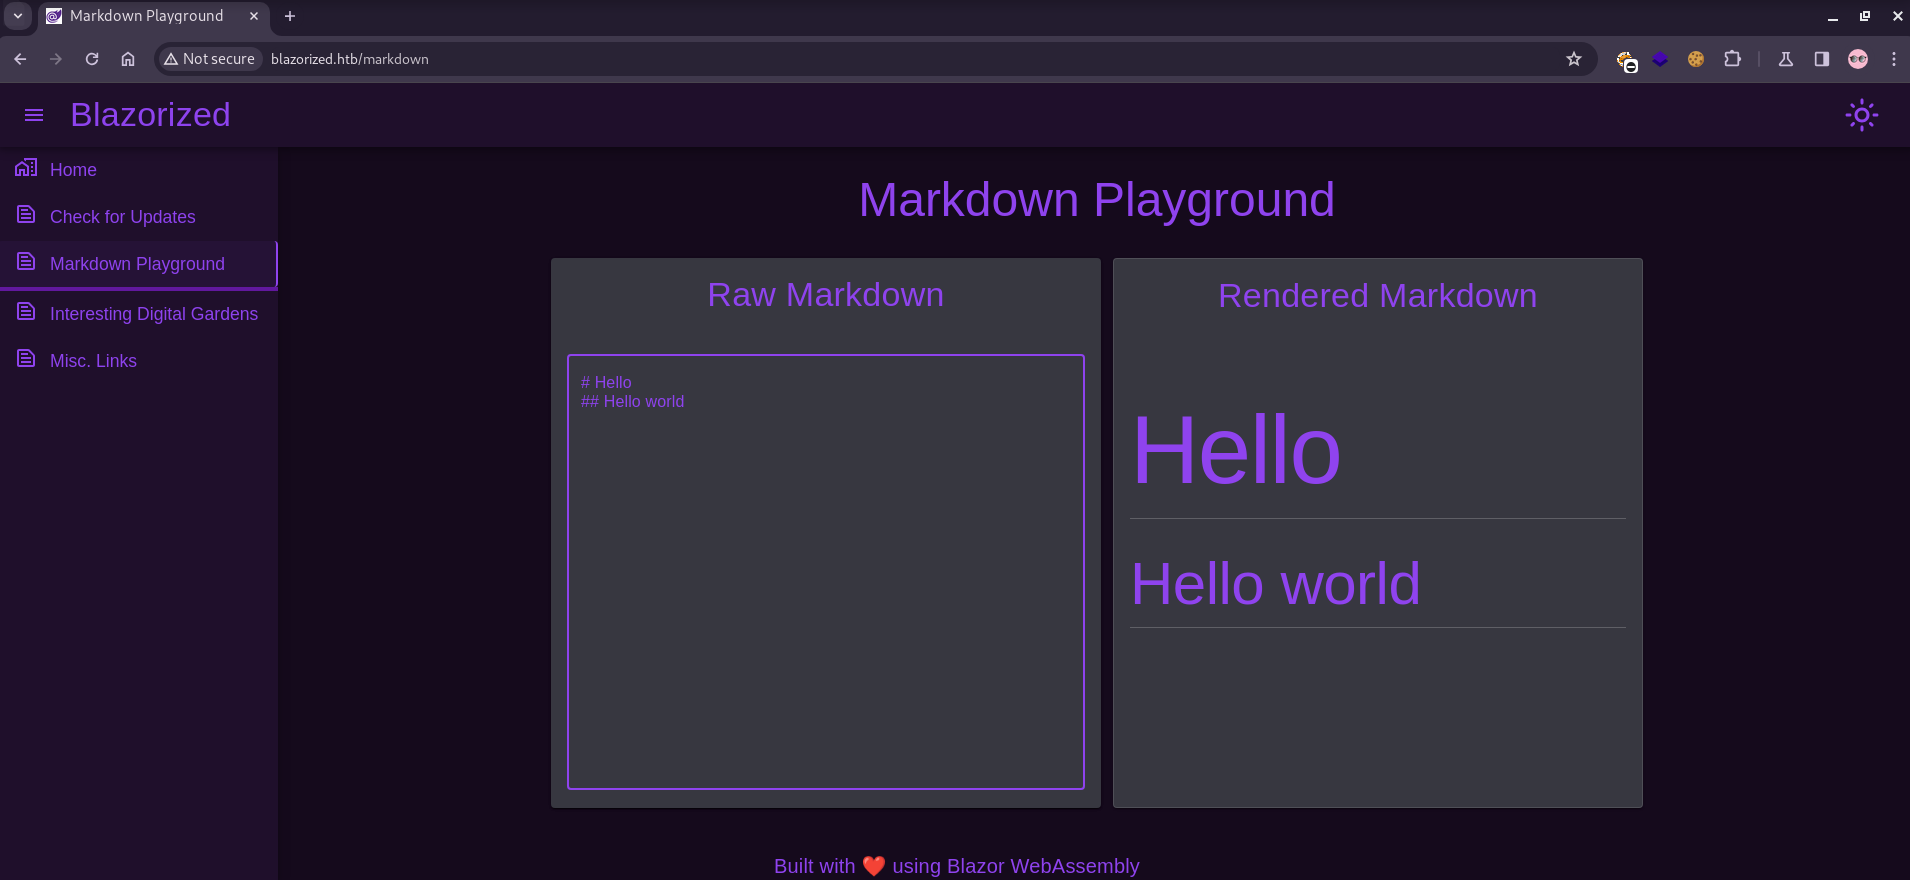 Markdown Playground
Not secure
blazorized.htb/markdown
Blazorized
Home
Check for Updates
Markdown Playground
Interesting Digital Gardens
Misc. Links
Markdown Playground
Raw Markdown
# Hello
## Hello world
Rendered Markdown
Hello
Hello world
Built with ❤️ using Blazor WebAssembly